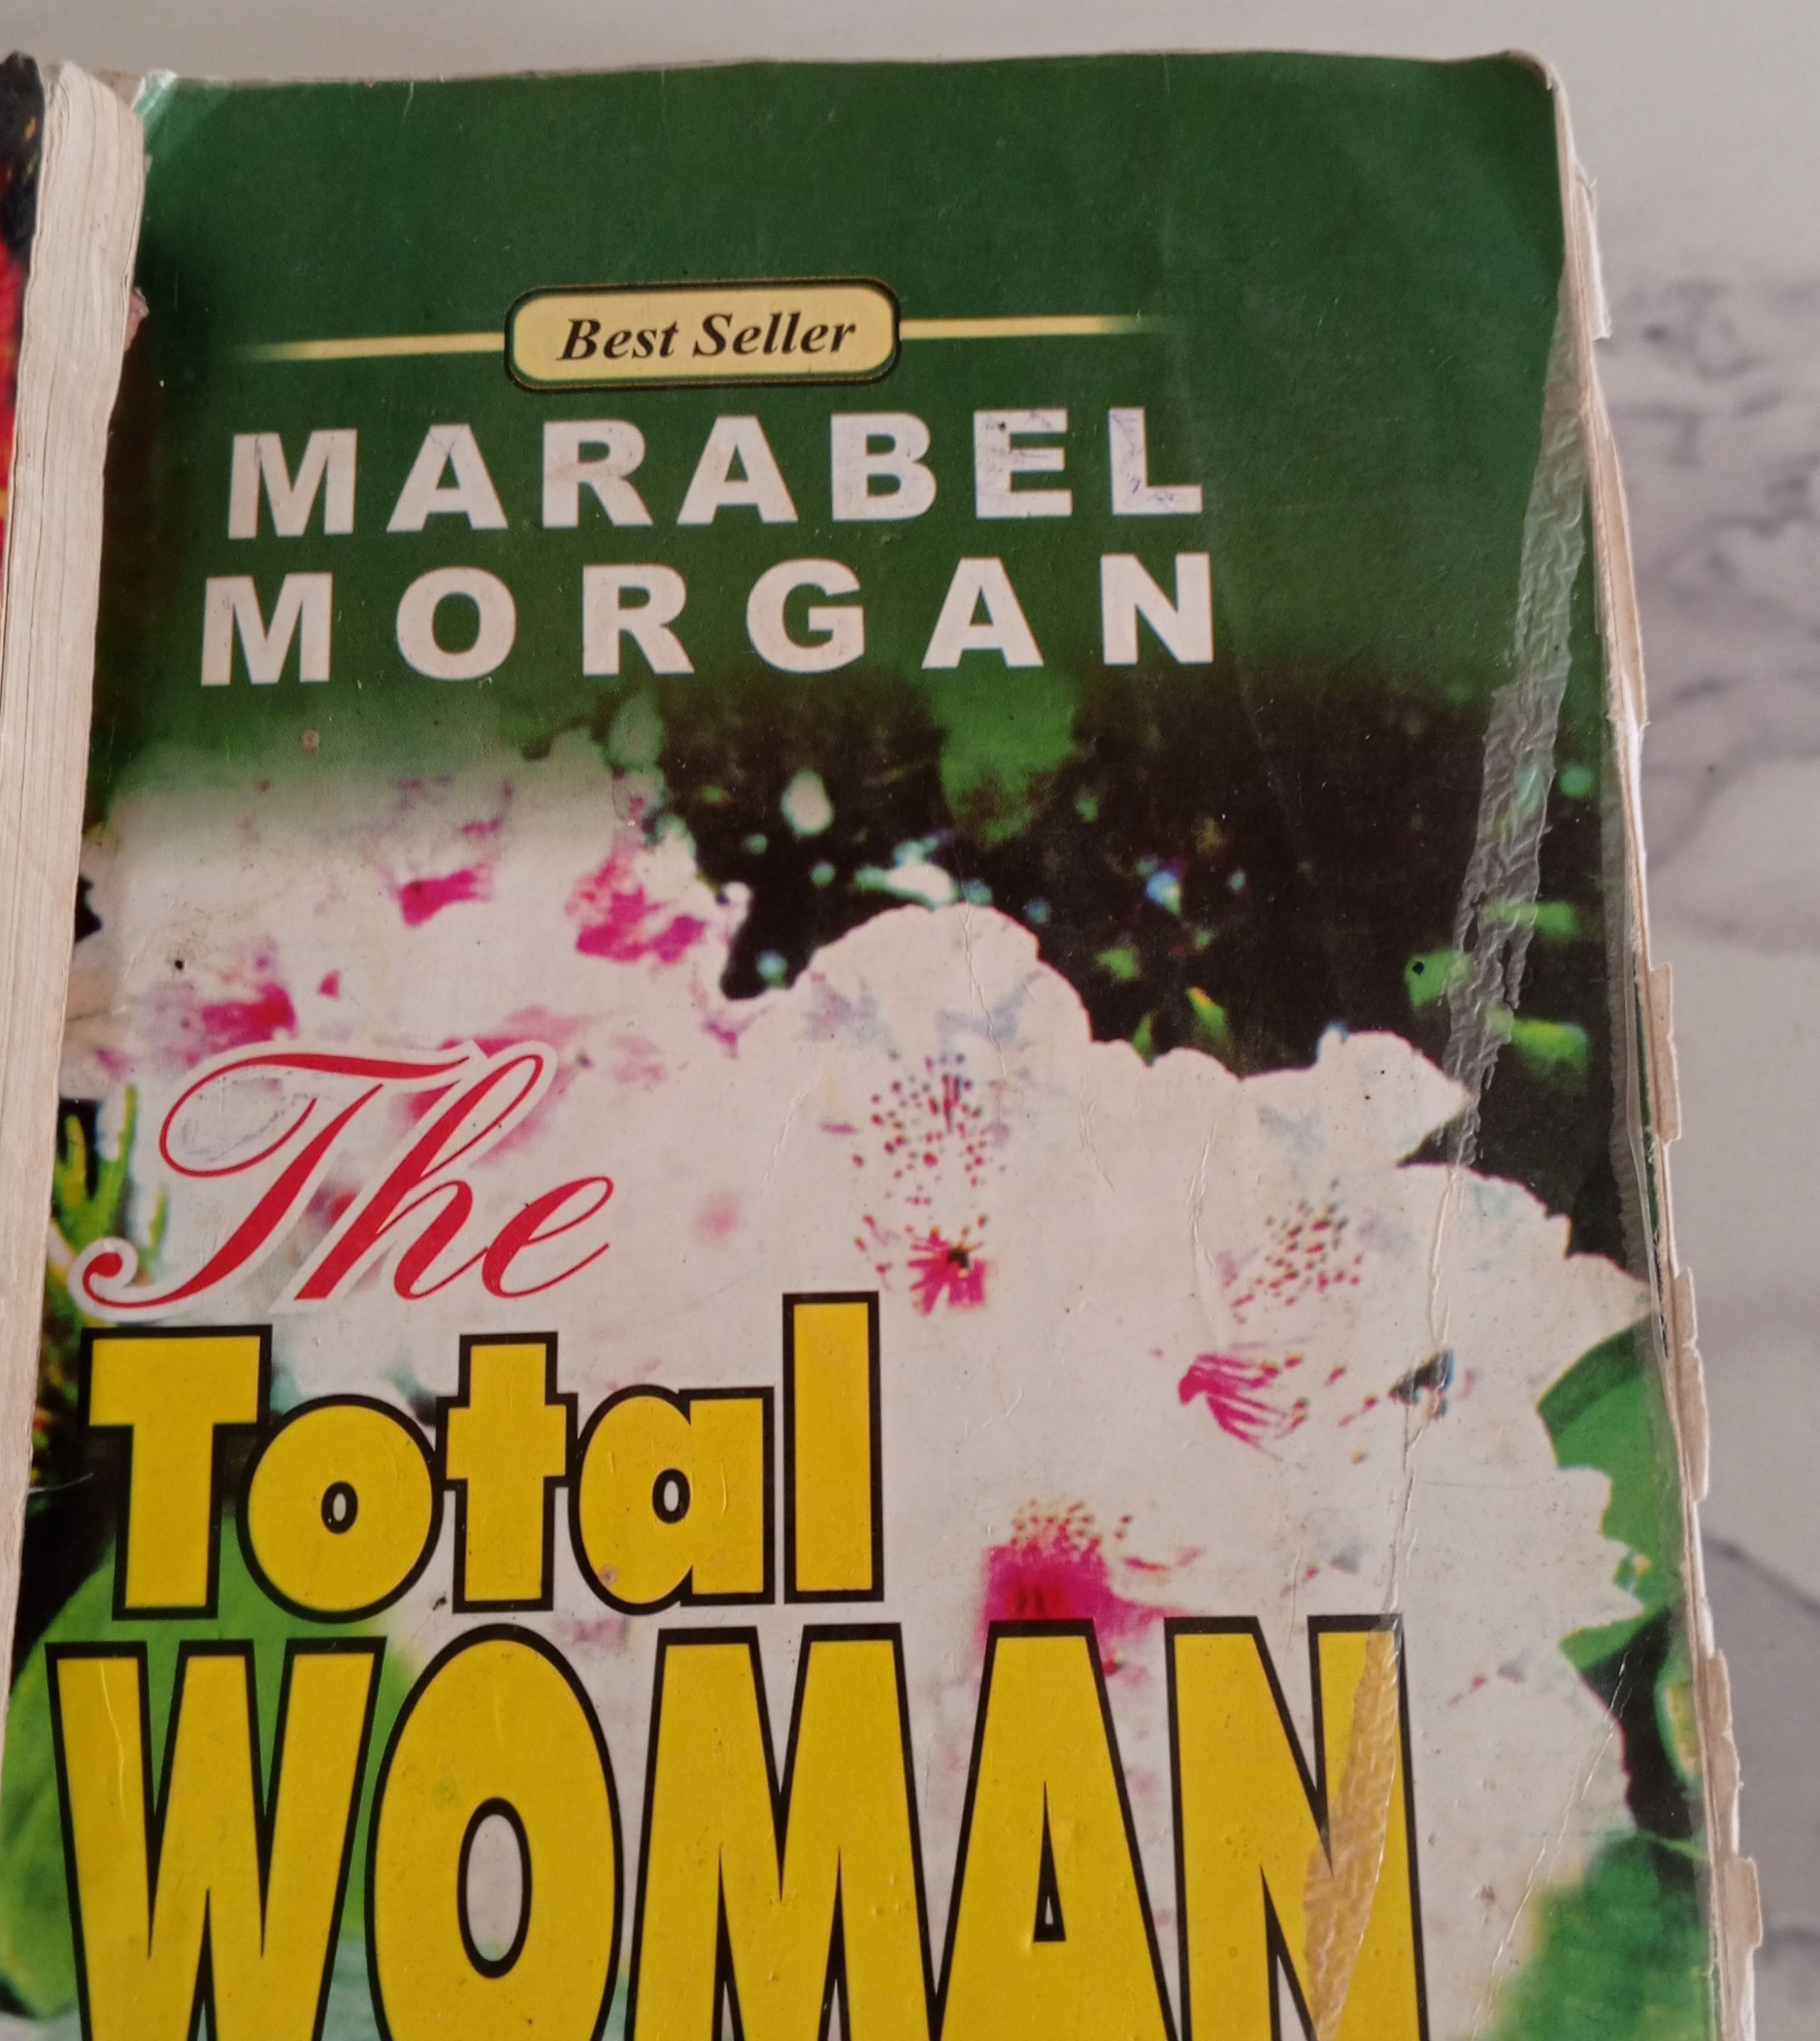 Best Seller
MARABEL
MORGAN
The
Total
WOMAN